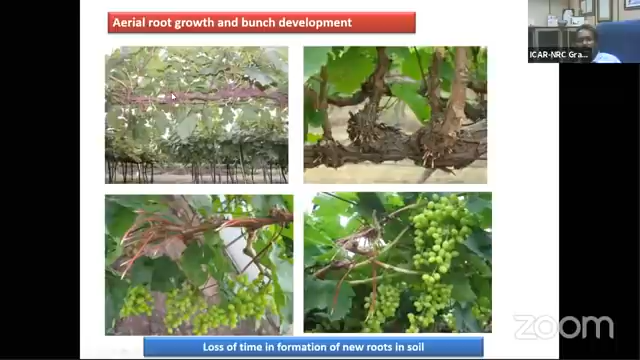 Aerial root growth and bunch development
ICAR-NRC Gra...
Loss of time in formation of new roots in soil
zoom